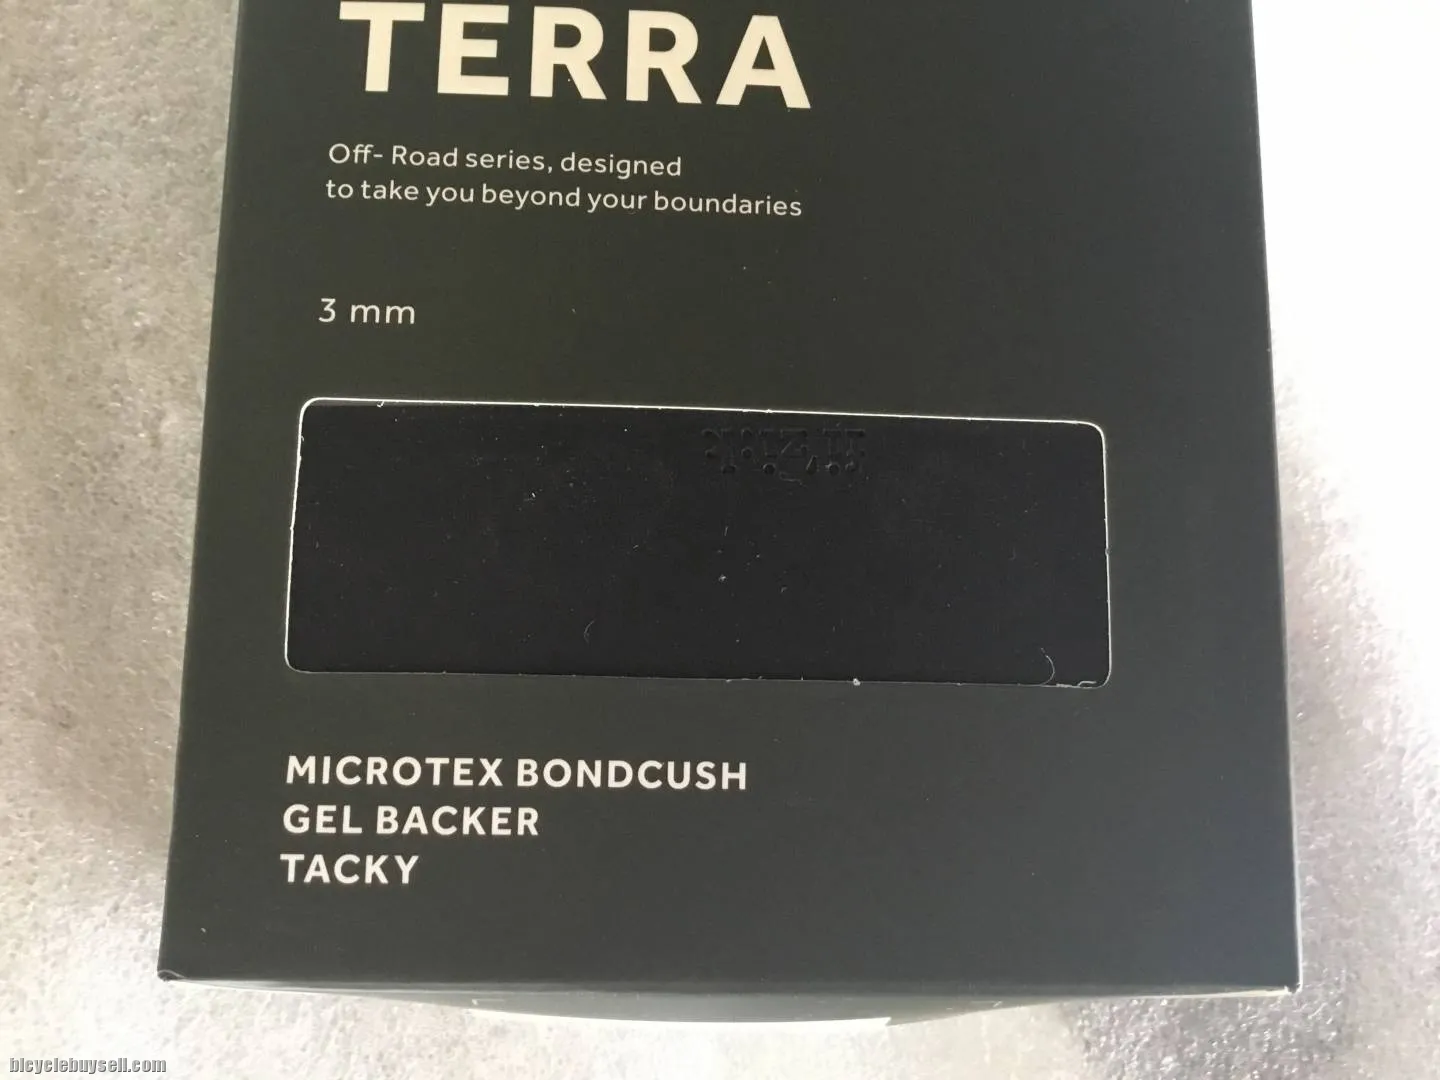 TERRA
Off- Road series, designed
to take you beyond your boundaries
3 mm
MICROTEX BONDCUSH
GEL BACKER
TACKY
bicyclebuysell.com